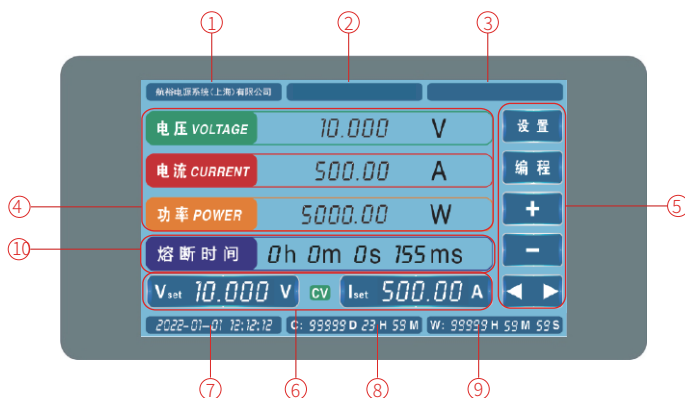 ① ② ③
航裕电源系统(上海)有限公司
电压 VOLTAGE 10.000 V
设置
电流 CURRENT 500.00 A
编程
④ 功率 POWER 5000.00 W
+ ⑤
⑩ 熔断时间 0h 0m 0s 155ms
−
Vset 10.000 V CV Iset 500.00 A ◀ ▶
2022-01-01 12:12:12 C: 99999 D 23 H 59 M W: 99999 H 59 M 59 S
⑦ ⑥ ⑧ ⑨